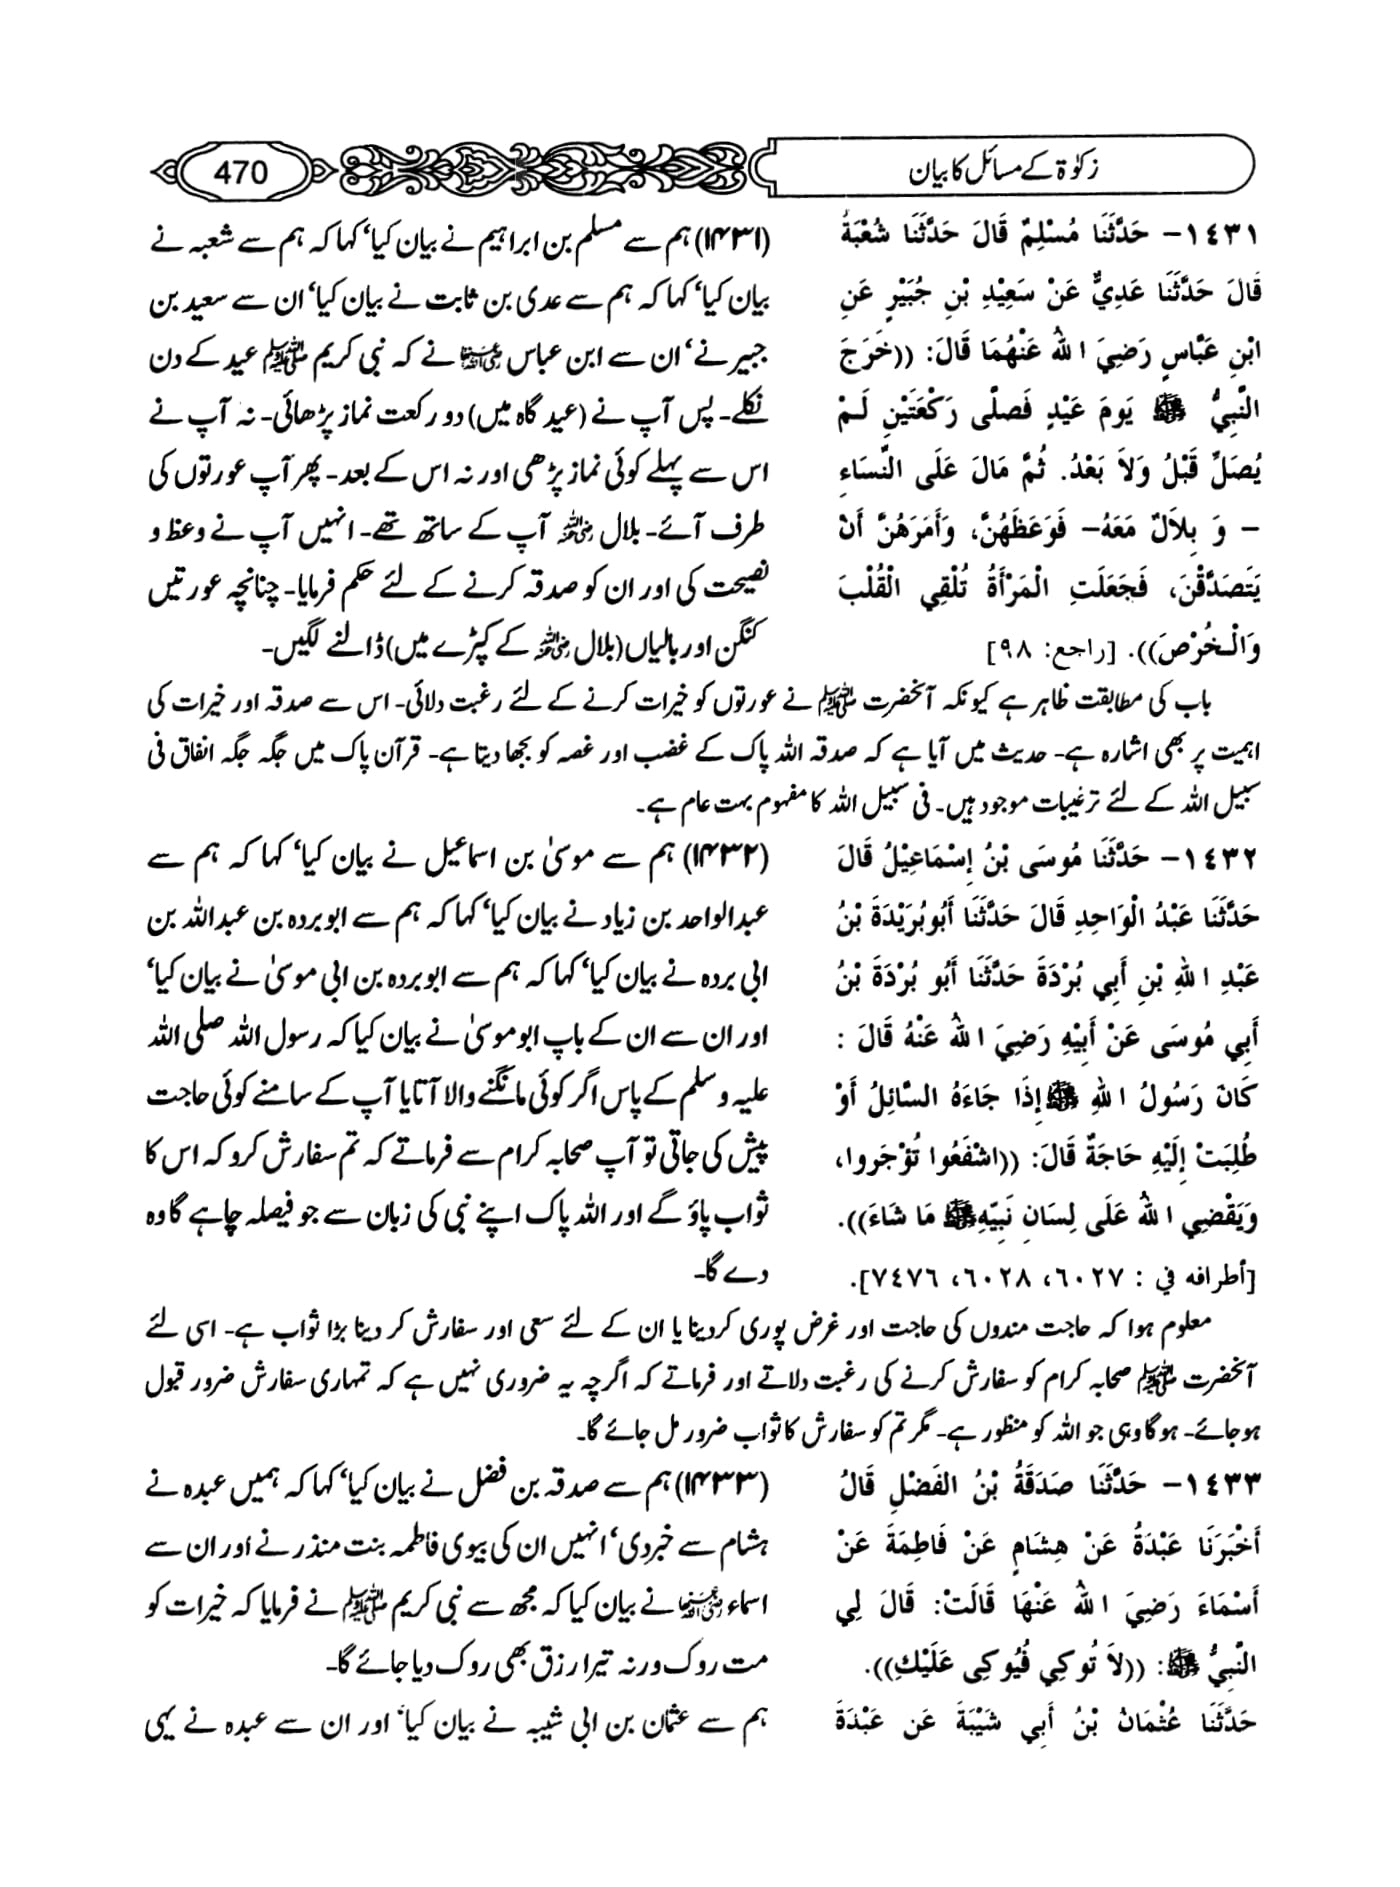 زکوٰۃ کے مسائل کا بیان
470
١٤٣١- حَدَّثَنَا مُسْلِمٌ قَالَ حَدَّثَنَا شُعْبَةُ
قَالَ حَدَّثَنَا عَدِيٌّ عَنْ سَعِيْدِ بْنِ جُبَيْرٍ عَنِ
ابْنِ عَبَّاسٍ رَضِيَ اللهُ عَنْهُمَا قَالَ: ((خَرَجَ
النَّبِيُّ ﷺ يَومَ عَيْدٍ فَصلَّى رَكْعَتَيْنِ لَمْ
يُصَلِّ قَبْلُ وَلاَ بَعْدُ. ثُمَّ مَالَ عَلَى النِّسَاءِ
– وَ بِلاَلٌ مَعَهُ– فَوَعَظَهُنَّ، وَأَمَرَهُنَّ أَنْ
يَتَصَدَّقْنَ، فَجَعَلَتِ الْمَرْأَةُ تُلْقِي الْقُلْبَ
وَالْخُرْصَ)). [راجع: ٩٨]
(۱۴۳۱) ہم سے مسلم بن ابراہیم نے بیان کیا‘ کہا کہ ہم سے شعبہ نے
بیان کیا‘ کہا کہ ہم سے عدی بن ثابت نے بیان کیا‘ ان سے سعید بن
جبیر نے‘ ان سے ابن عباس رضی اللہ عنہما نے کہ نبی کریم ﷺ عید کے دن
نکلے۔ پس آپ نے (عید گاہ میں) دو رکعت نماز پڑھائی۔ نہ آپ نے
اس سے پہلے کوئی نماز پڑھی اور نہ اس کے بعد۔ پھر آپ عورتوں کی
طرف آئے۔ بلال رضی اللہ عنہ آپ کے ساتھ تھے۔ انہیں آپ نے وعظ و
نصیحت کی اور ان کو صدقہ کرنے کے لئے حکم فرمایا۔ چنانچہ عورتیں
کنگن اور بالیاں (بلال رضی اللہ عنہ کے کپڑے میں) ڈالنے لگیں۔
باب کی مطابقت ظاہر ہے کیونکہ آنحضرت ﷺ نے عورتوں کو خیرات کرنے کے لئے رغبت دلائی۔ اس سے صدقہ اور خیرات کی
اہمیت پر بھی اشارہ ہے۔ حدیث میں آیا ہے کہ صدقہ اللہ پاک کے غضب اور غصہ کو بجھا دیتا ہے۔ قرآن پاک میں جگہ جگہ انفاق فی
سبیل اللہ کے لئے ترغیبات موجود ہیں۔ فی سبیل اللہ کا مفہوم بہت عام ہے۔
١٤٣٢- حَدَّثَنَا مُوسَى بْنُ إِسْمَاعِيْلُ قَالَ
حَدَّثَنَا عَبْدُ الْوَاحِدِ قَالَ حَدَّثَنَا أَبُوبُرَيْدَةَ بْنُ
عَبْدِ اللهِ بْنِ أَبِي بُرْدَةَ حَدَّثَنَا أَبُو بُرْدَةَ بْنُ
أَبِي مُوسَى عَنْ أَبِيْهِ رَضِيَ اللهُ عَنْهُ قَالَ :
كَانَ رَسُولُ اللهِ ﷺ إِذَا جَاءَهُ السَّائِلُ أَوْ
طُلِبَتْ إِلَيْهِ حَاجَةٌ قَالَ: ((اشْفَعُوا تُؤْجَروا،
وَيَقْضِي اللهُ عَلَى لِسَانِ نَبِيِّهِ ﷺ مَا شَاءَ)).
[أطرافه في : ٦٠٢٧، ٦٠٢٨، ٧٤٧٦].
(۱۴۳۲) ہم سے موسیٰ بن اسماعیل نے بیان کیا‘ کہا کہ ہم سے
عبدالواحد بن زیاد نے بیان کیا‘ کہا کہ ہم سے ابوبردہ بن عبداللہ بن
ابی بردہ نے بیان کیا‘ کہا کہ ہم سے ابوبردہ بن ابی موسیٰ نے بیان کیا‘
اور ان سے ان کے باپ ابو موسیٰ نے بیان کیا کہ رسول اللہ صلی اللہ
علیہ و سلم کے پاس اگر کوئی مانگنے والا آتا یا آپ کے سامنے کوئی حاجت
پیش کی جاتی تو آپ صحابہ کرام سے فرماتے کہ تم سفارش کرو کہ اس کا
ثواب پاؤ گے اور اللہ پاک اپنے نبی کی زبان سے جو فیصلہ چاہے گا وہ
دے گا۔
معلوم ہوا کہ حاجت مندوں کی حاجت اور غرض پوری کردینا یا ان کے لئے سعی اور سفارش کر دینا بڑا ثواب ہے۔ اسی لئے
آنحضرت ﷺ صحابہ کرام کو سفارش کرنے کی رغبت دلاتے اور فرماتے کہ اگرچہ یہ ضروری نہیں ہے کہ تمہاری سفارش ضرور قبول
ہو جائے۔ ہوگا وہی جو اللہ کو منظور ہے۔ مگر تم کو سفارش کا ثواب ضرور مل جائے گا۔
١٤٣٣- حَدَّثَنَا صَدَقَةُ بْنُ الفَضْلِ قَالُ
أَخْبَرَنَا عَبْدَةُ عَنْ هِشَامٍ عَنْ فَاطِمَةَ عَنْ
أَسْمَاءَ رَضِيَ اللهُ عَنْهَا قَالَتْ: قَالَ لِي
النَّبِيُّ ﷺ: ((لاَ تُوكِي فَيُوكِى عَلَيْكِ)).
حَدَّثَنَا عُثْمَانُ بْنُ أَبِي شَيْبَةَ عَن عَبْدَةَ
(۱۴۳۳) ہم سے صدقہ بن فضل نے بیان کیا‘ کہا کہ ہمیں عبدہ نے
ہشام سے خبر دی‘ انہیں ان کی بیوی فاطمہ بنت منذر نے اور ان سے
اسماء رضی اللہ عنہا نے بیان کیا کہ مجھ سے نبی کریم ﷺ نے فرمایا کہ خیرات کو
مت روک ورنہ تیرا رزق بھی روک دیا جائے گا۔
ہم سے عثمان بن ابی شیبہ نے بیان کیا‘ اور ان سے عبدہ نے یہی